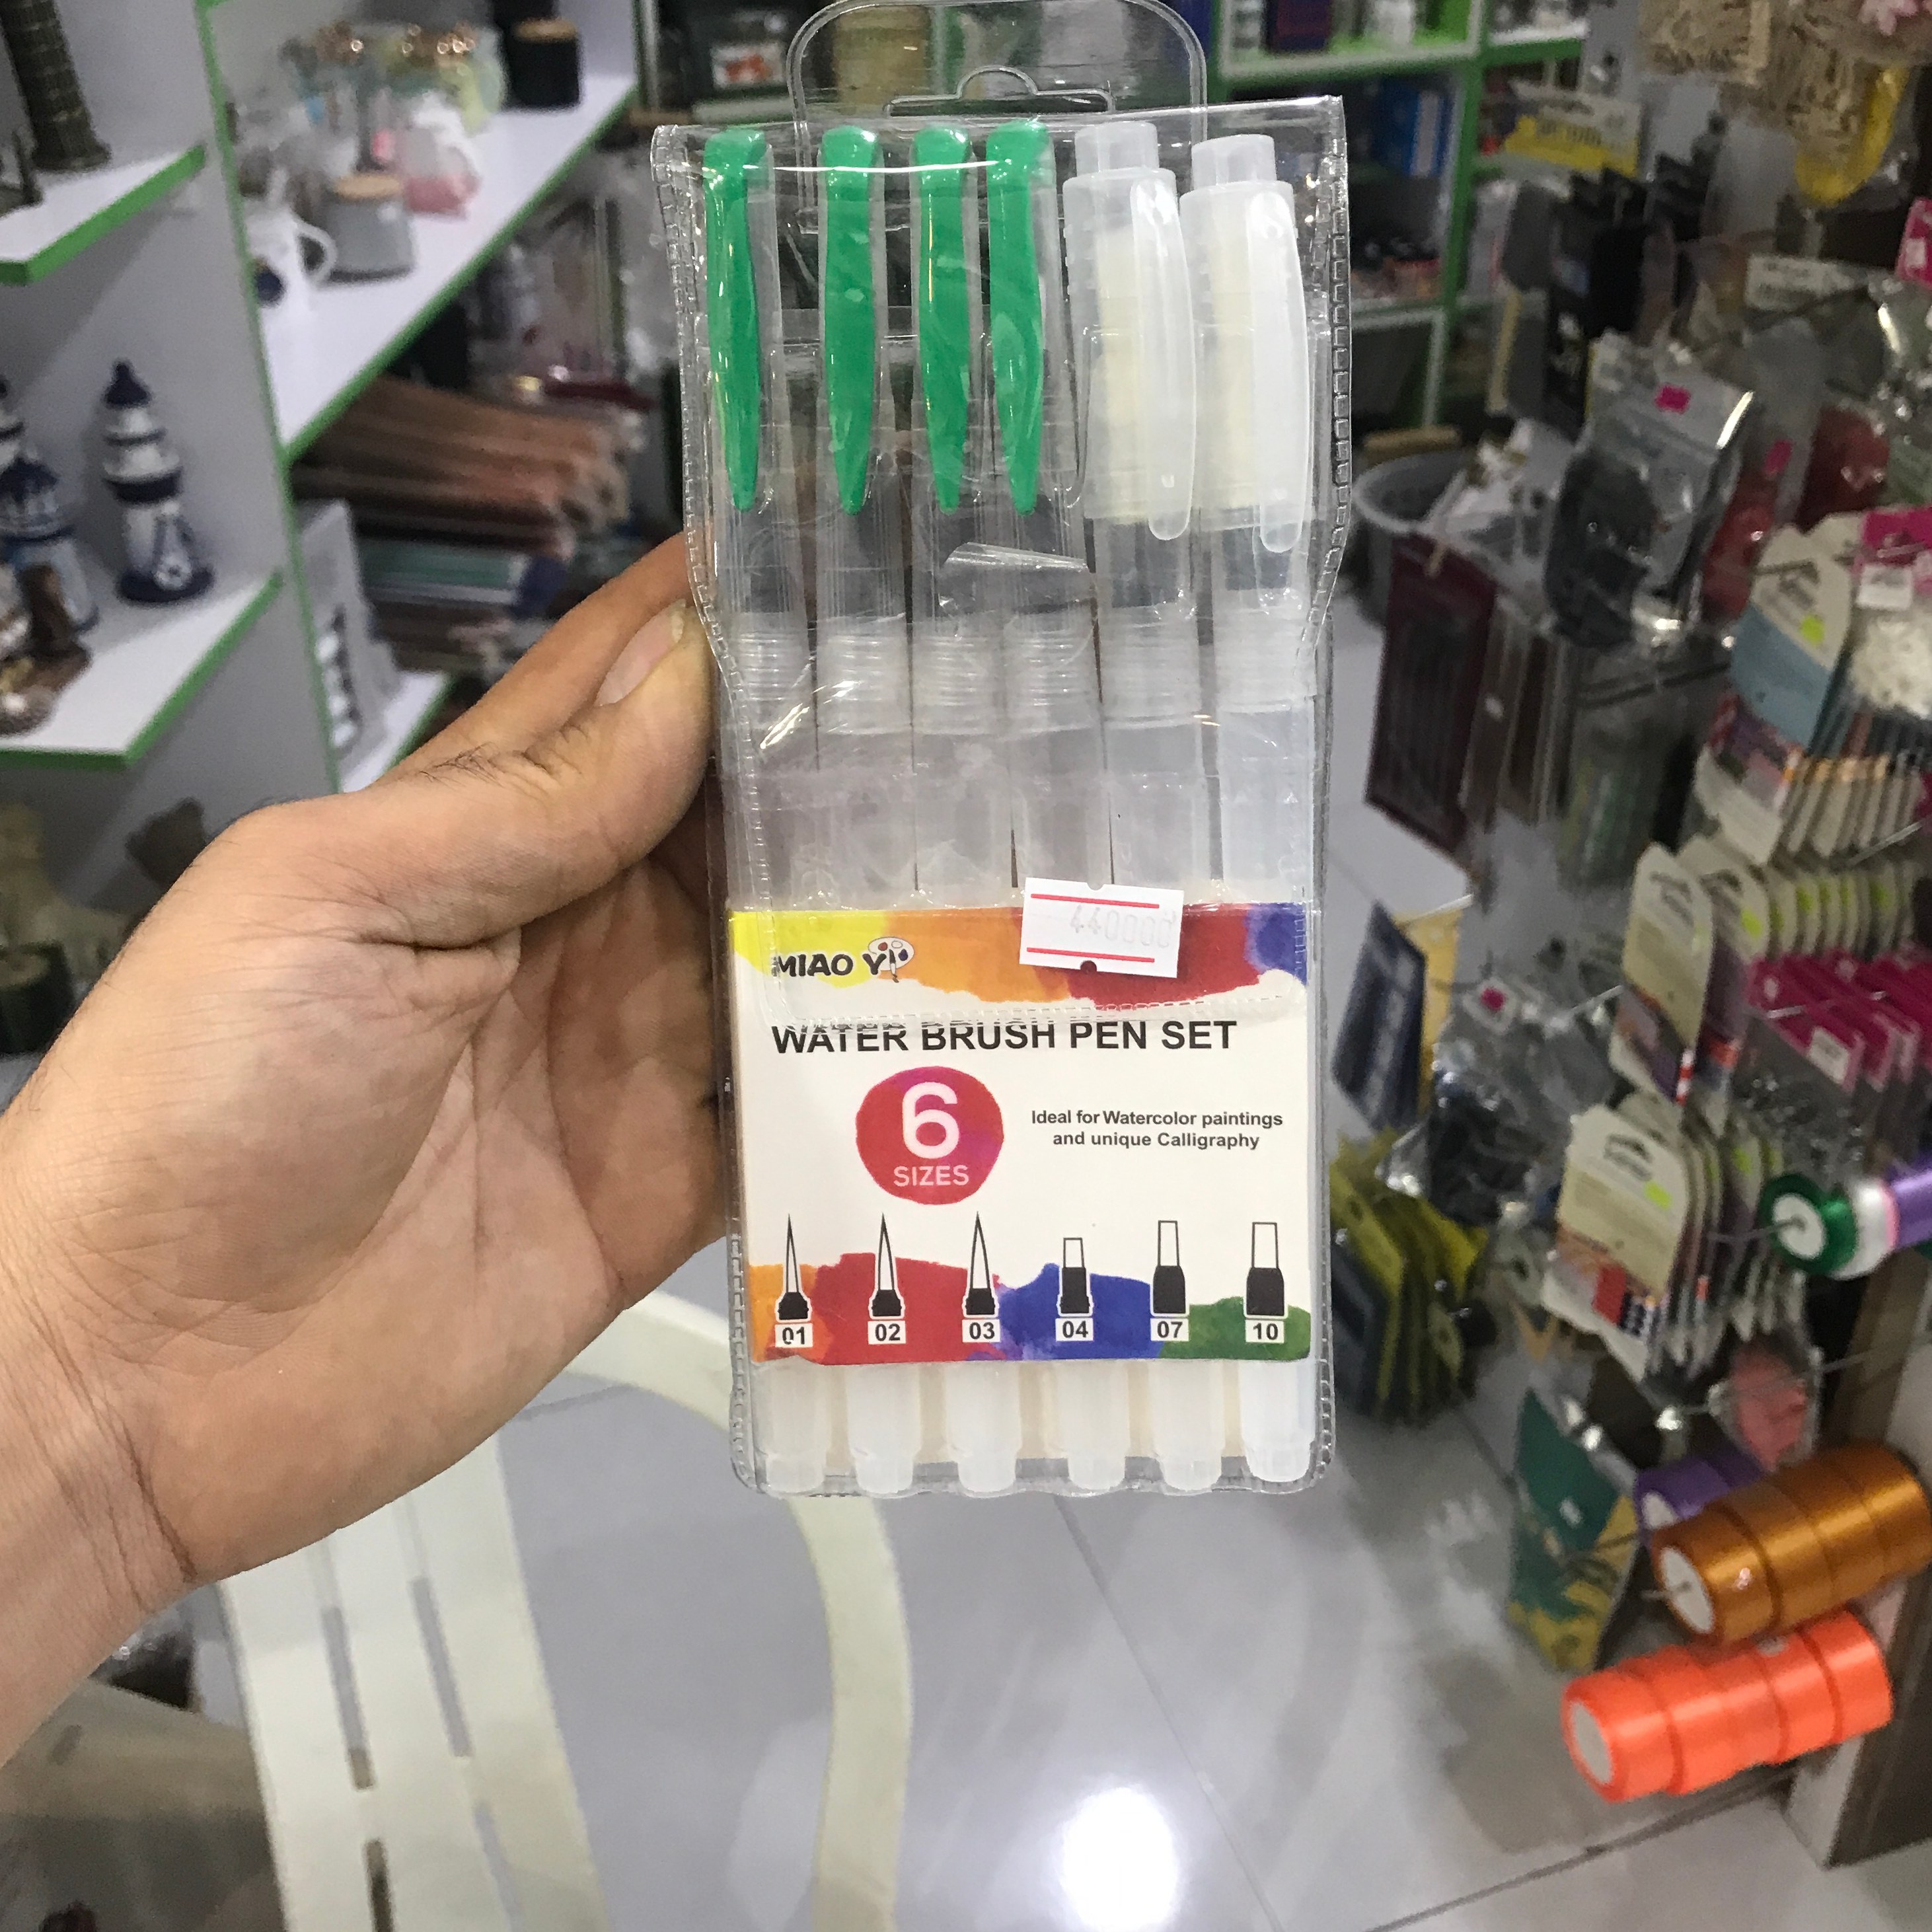 440000
MIAO YI
WATER BRUSH PEN SET
6
SIZES
Ideal for Watercolor paintings
and unique Calligraphy
01 02 03 04 07 10